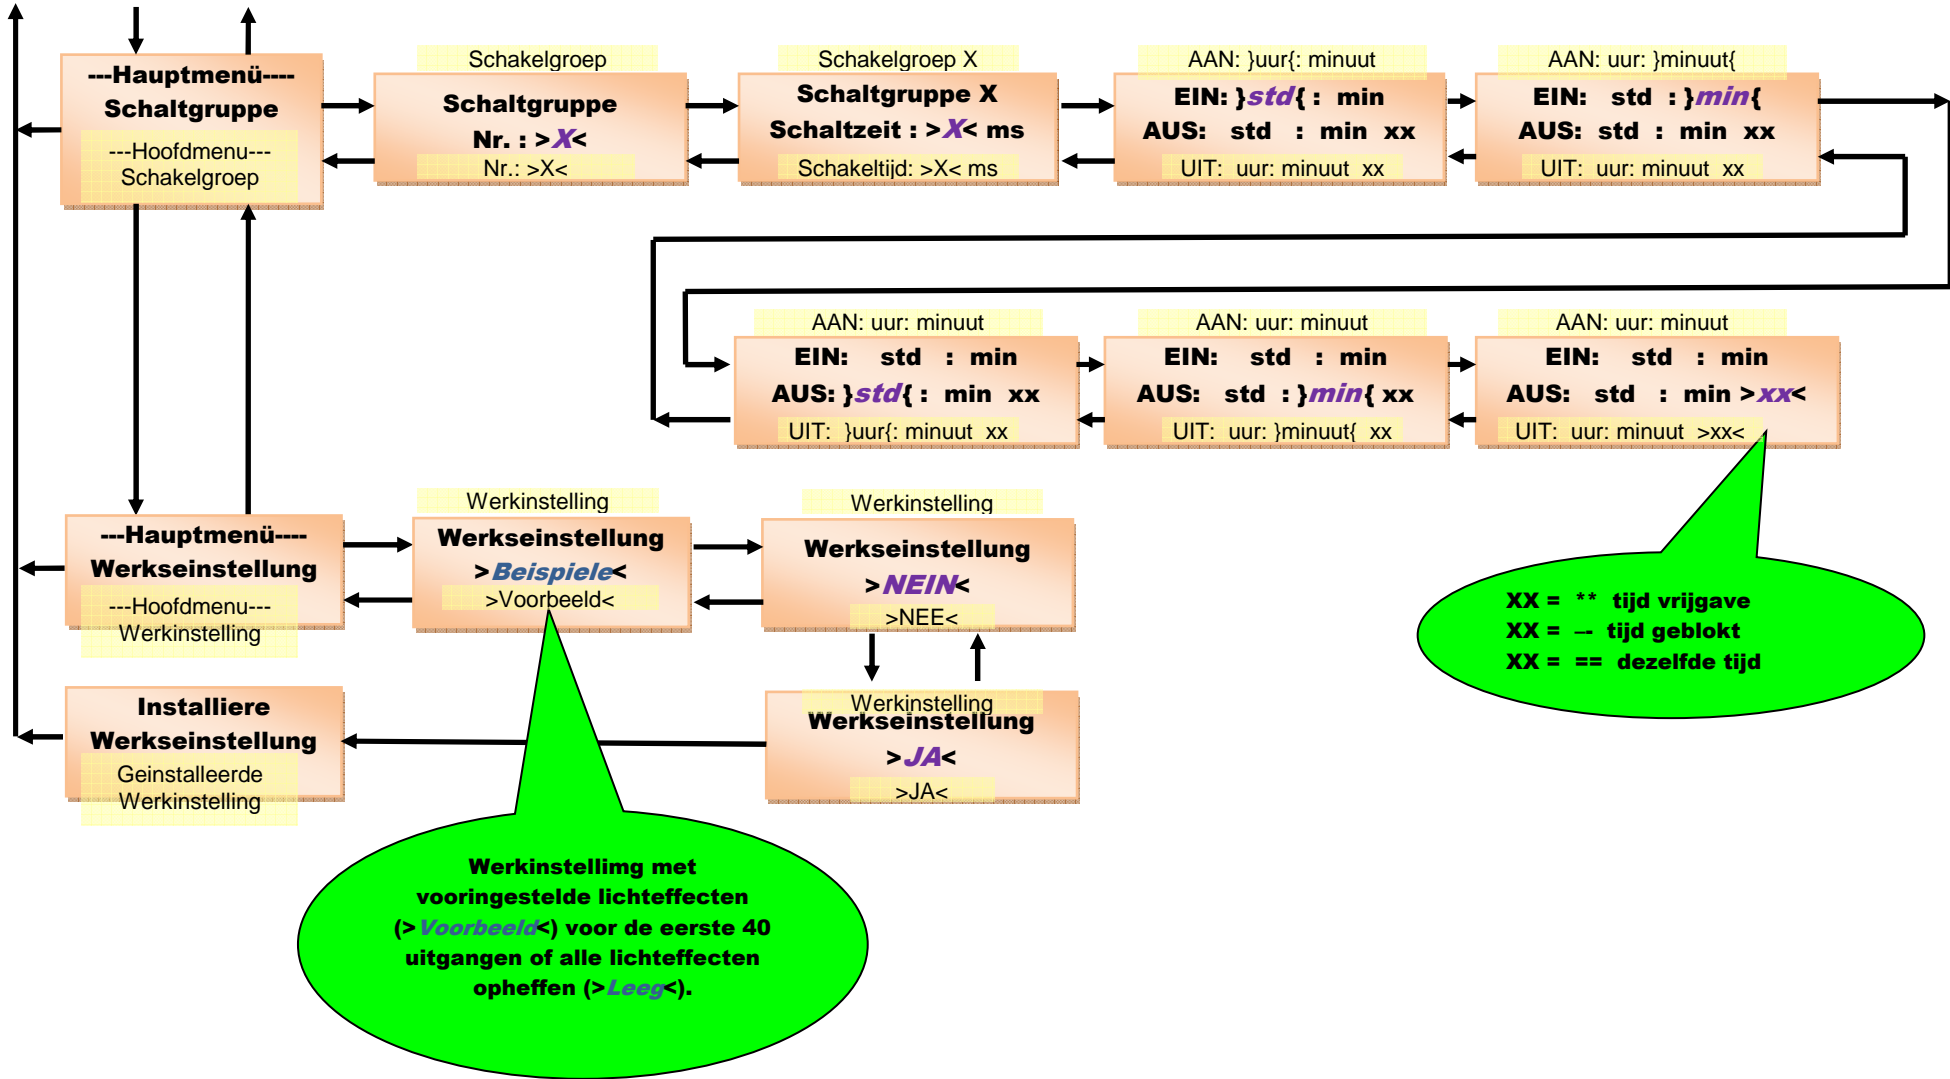 ---Hauptmenü----
Schaltgruppe
---Hoofdmenu---
Schakelgroep
Schakelgroep
Schaltgruppe
Nr. : >X<
Nr.: >X<
Schakelgroep X
Schaltgruppe X
Schaltzeit : >X< ms
Schakeltijd: >X< ms
AAN: }uur{: minuut
EIN: }std{ : min
AUS: std : min xx
UIT: uur: minuut xx
AAN: uur: }minuut{
EIN: std : }min{
AUS: std : min xx
UIT: uur: minuut xx
AAN: uur: minuut
EIN: std : min
AUS: }std{ : min xx
UIT: }uur{: minuut xx
AAN: uur: minuut
EIN: std : min
AUS: std : }min{ xx
UIT: uur: }minuut{ xx
AAN: uur: minuut
EIN: std : min
AUS: std : min >xx<
UIT: uur: minuut >xx<
XX = ** tijd vrijgave
XX = –- tijd geblokt
XX = == dezelfde tijd
---Hauptmenü----
Werkseinstellung
---Hoofdmenu---
Werkinstelling
Werkinstelling
Werkseinstellung
>Beispiele<
>Voorbeeld<
Werkinstelling
Werkseinstellung
>NEIN<
>NEE<
Installiere
Werkseinstellung
Geinstalleerde
Werkinstelling
Werkinstelling
Werkseinstellung
>JA<
>JA<
Werkinstellimg met
vooringestelde lichteffecten
(>Voorbeeld<) voor de eerste 40
uitgangen of alle lichteffecten
opheffen (>Leeg<).